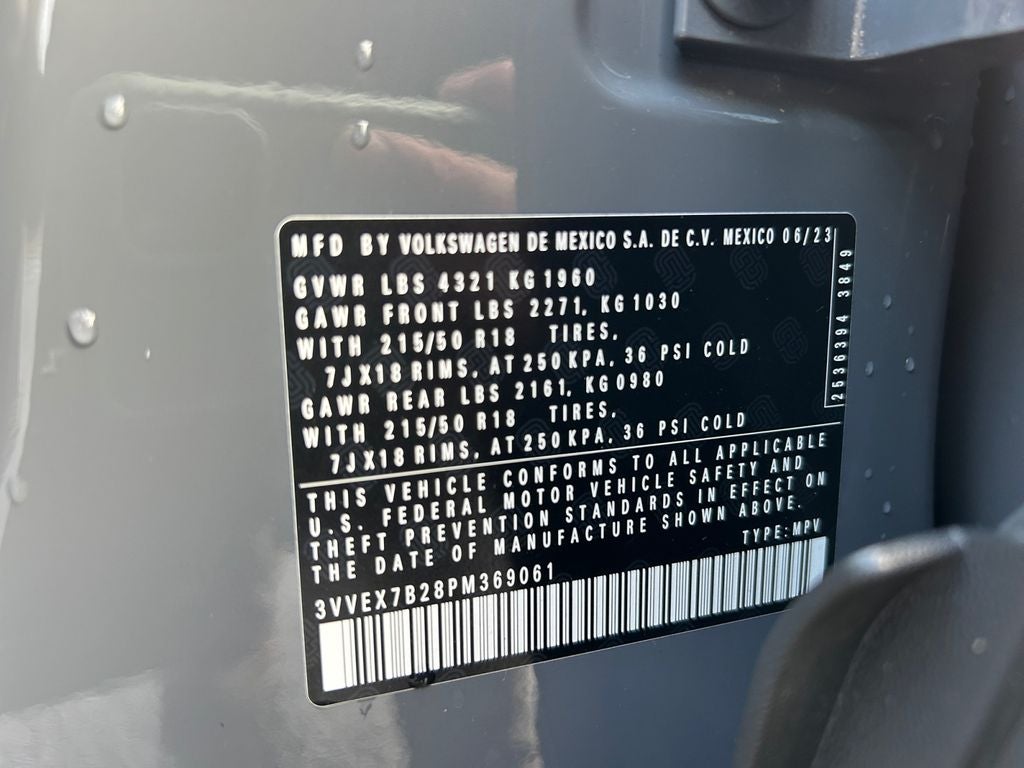 MFD BY VOLKSWAGEN DE MEXICO S.A. DE C.V. MEXICO 06/23
GVWR LBS 4321 KG 1960
GAWR FRONT LBS 2271, KG 1030
WITH 215/50 R18 TIRES,
7J X18 RIMS, AT 250 KPA, 36 PSI COLD
GAWR REAR LBS 2161, KG 0980
WITH 215/50 R18 TIRES,
7J X18 RIMS, AT 250 KPA, 36 PSI COLD
2536394 3849
THIS VEHICLE CONFORMS TO ALL APPLICABLE
U.S. FEDERAL MOTOR VEHICLE SAFETY AND
THEFT PREVENTION STANDARDS IN EFFECT ON
THE DATE OF MANUFACTURE SHOWN ABOVE.
TYPE: MPV
3VVEX7B28PM369061